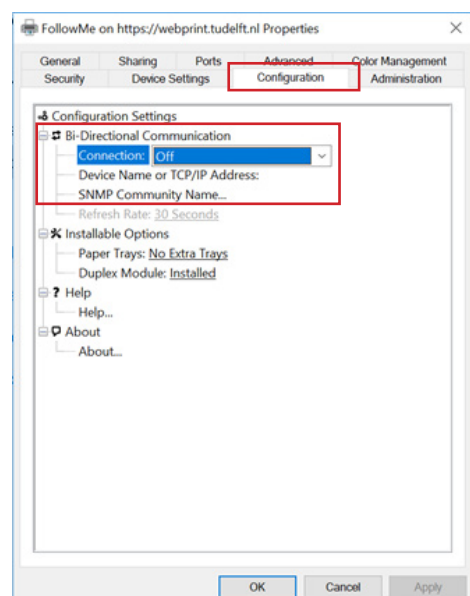 FollowMe on https://webprint.tudelft.nl Properties
General Sharing Ports Advanced Color Management
Security Device Settings Configuration Administration
Configuration Settings
Bi-Directional Communication
Connection: Off
Device Name or TCP/IP Address:
SNMP Community Name...
Refresh Rate: 30 Seconds
Installable Options
Paper Trays: No Extra Trays
Duplex Module: Installed
? Help
Help...
About
About...
OK Cancel Apply